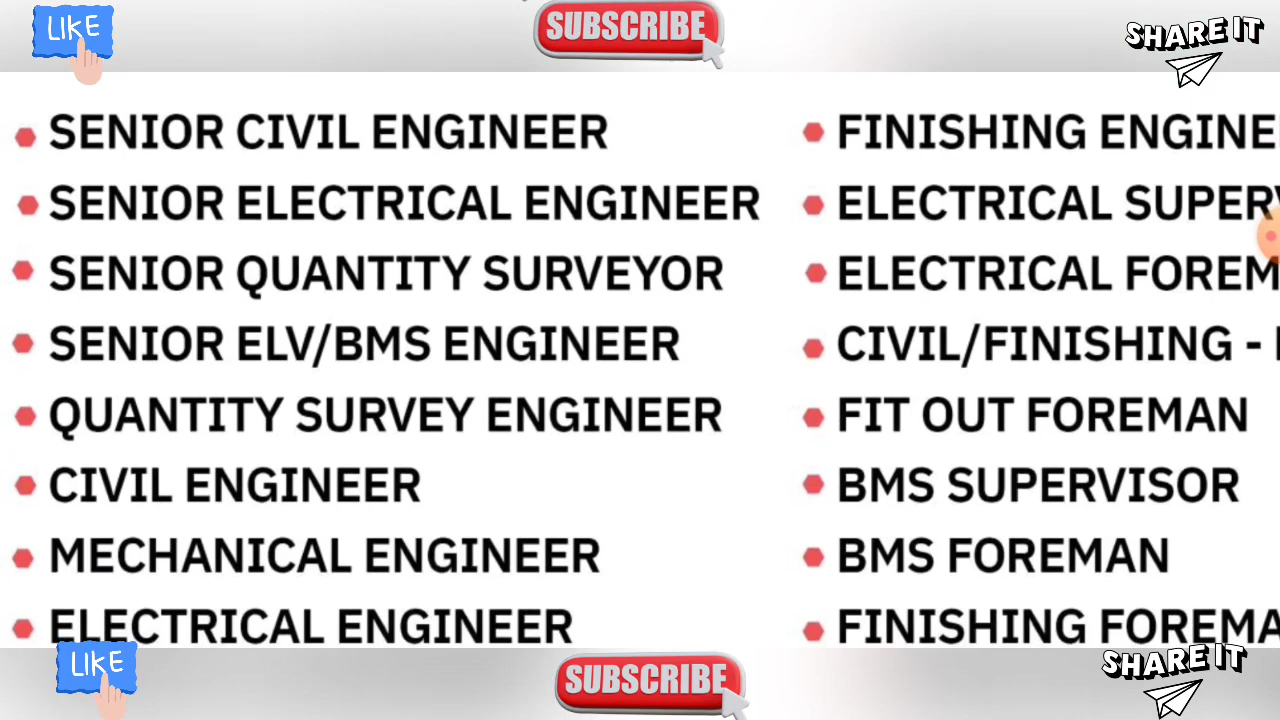 LIKE
SUBSCRIBE
SHARE IT
SENIOR CIVIL ENGINEER
SENIOR ELECTRICAL ENGINEER
SENIOR QUANTITY SURVEYOR
SENIOR ELV/BMS ENGINEER
QUANTITY SURVEY ENGINEER
CIVIL ENGINEER
MECHANICAL ENGINEER
ELECTRICAL ENGINEER
FINISHING
ELECTRICAL
ELECTRICAL
CIVIL/FINISHING -
FIT OUT FOREMAN
BMS SUPERVISOR
BMS FOREMAN
FINISHING
LIKE
SUBSCRIBE
SHARE IT